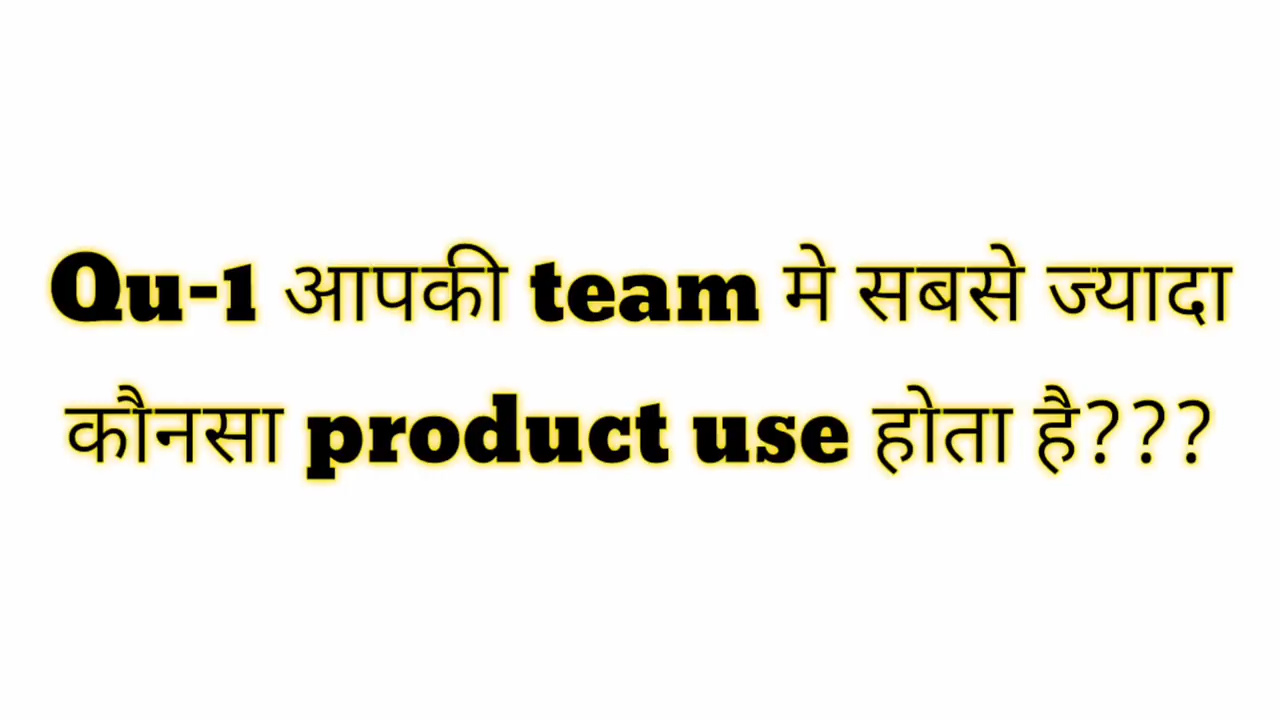 Qu-1 आपकी team मे सबसे ज्यादा
कौनसा product use होता है???